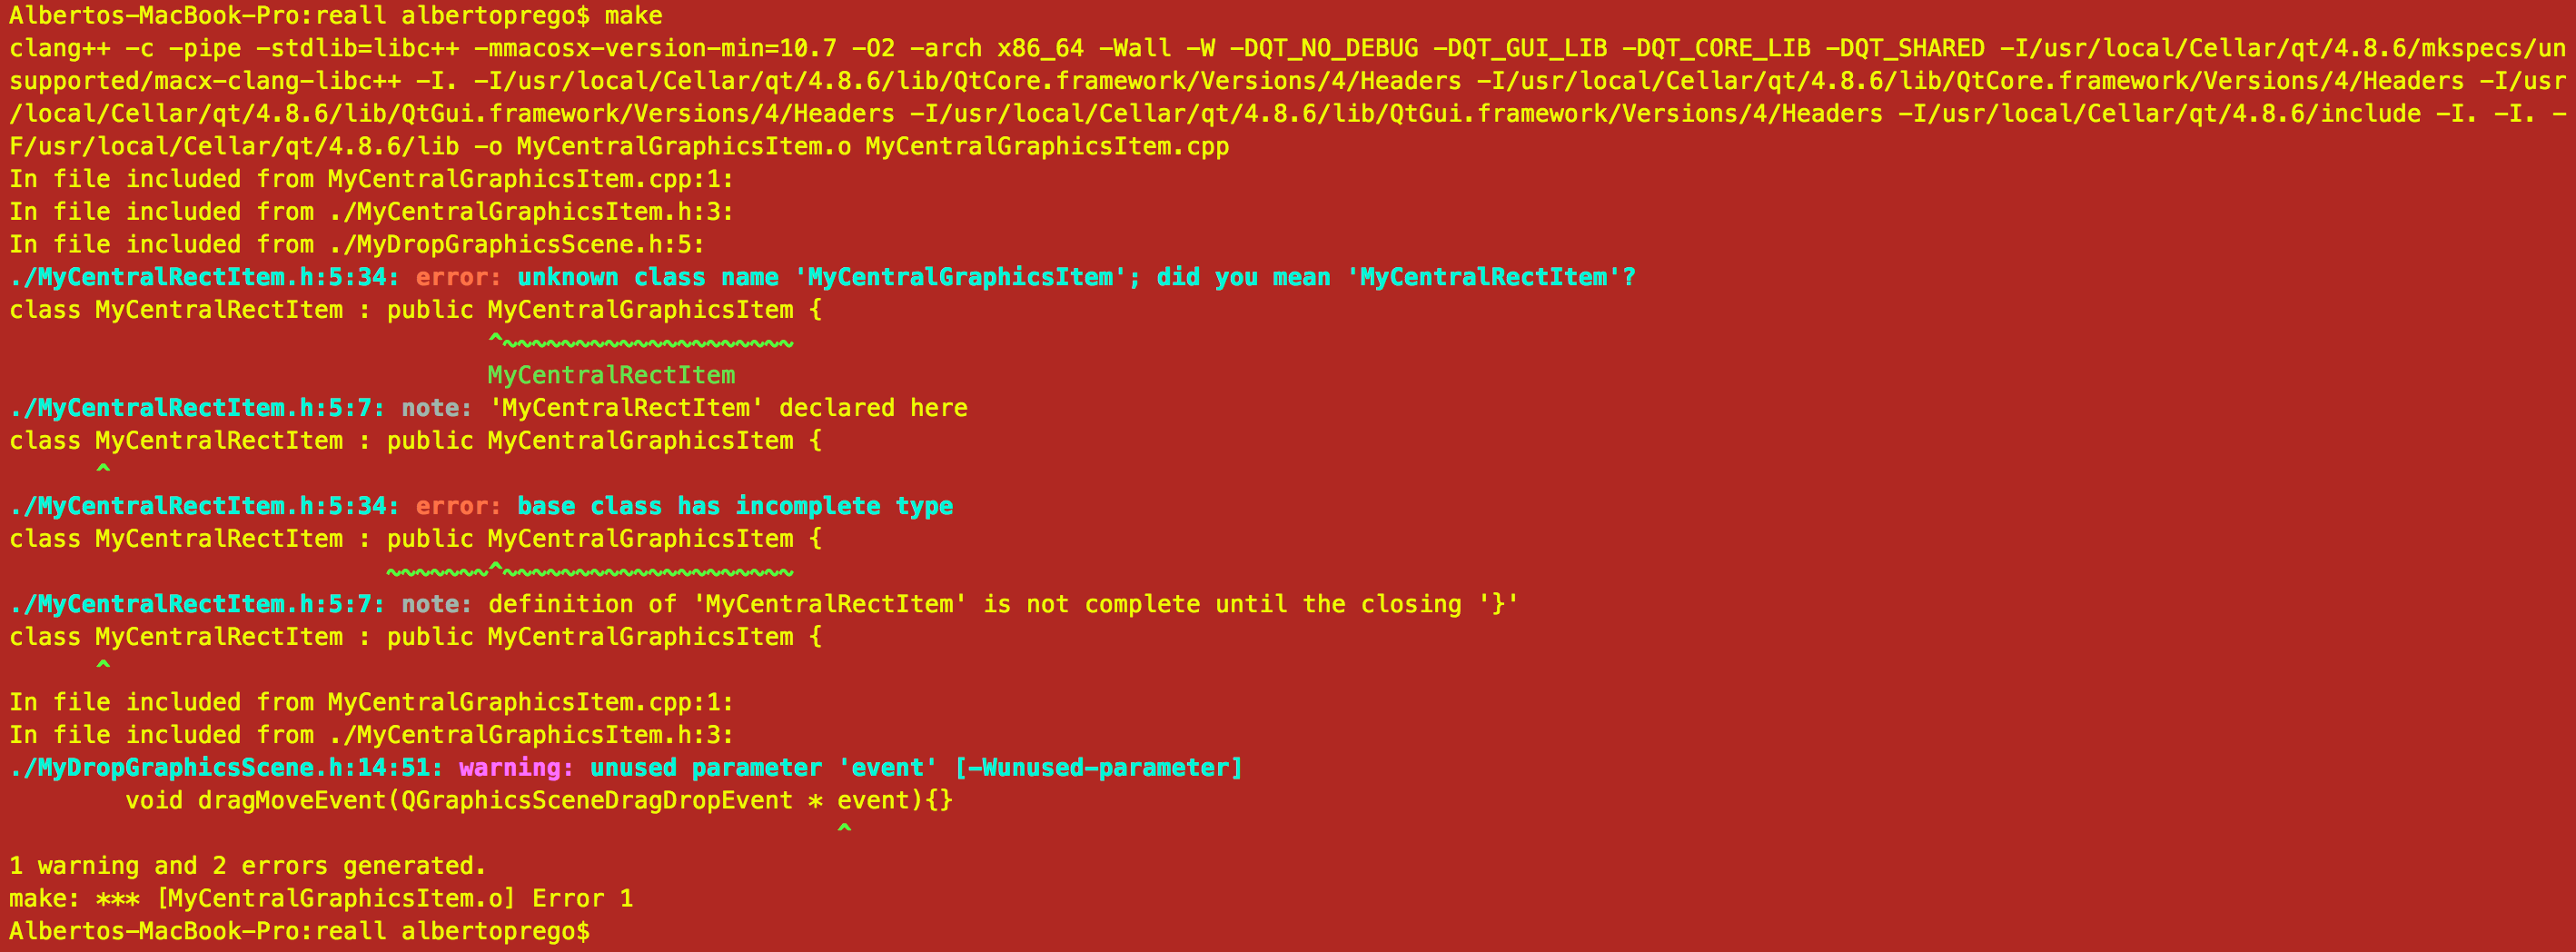 Albertos-MacBook-Pro:reall albertoprego$ make
clang++ -c -pipe -stdlib=libc++ -mmacosx-version-min=10.7 -O2 -arch x86_64 -Wall -W -DQT_NO_DEBUG -DQT_GUI_LIB -DQT_CORE_LIB -DQT_SHARED -I/usr/local/Cellar/qt/4.8.6/mkspecs/un
supported/macx-clang-libc++ -I. -I/usr/local/Cellar/qt/4.8.6/lib/QtCore.framework/Versions/4/Headers -I/usr/local/Cellar/qt/4.8.6/lib/QtCore.framework/Versions/4/Headers -I/usr
/local/Cellar/qt/4.8.6/lib/QtGui.framework/Versions/4/Headers -I/usr/local/Cellar/qt/4.8.6/lib/QtGui.framework/Versions/4/Headers -I/usr/local/Cellar/qt/4.8.6/include -I. -I. -
F/usr/local/Cellar/qt/4.8.6/lib -o MyCentralGraphicsItem.o MyCentralGraphicsItem.cpp
In file included from MyCentralGraphicsItem.cpp:1:
In file included from ./MyCentralGraphicsItem.h:3:
In file included from ./MyDropGraphicsScene.h:5:
./MyCentralRectItem.h:5:34: error: unknown class name 'MyCentralGraphicsItem'; did you mean 'MyCentralRectItem'?
class MyCentralRectItem : public MyCentralGraphicsItem {
                                 ^~~~~~~~~~~~~~~~~~~~~
                                 MyCentralRectItem
./MyCentralRectItem.h:5:7: note: 'MyCentralRectItem' declared here
class MyCentralRectItem : public MyCentralGraphicsItem {
      ^
./MyCentralRectItem.h:5:34: error: base class has incomplete type
class MyCentralRectItem : public MyCentralGraphicsItem {
                          ~~~~~~~^~~~~~~~~~~~~~~~~~~~~
./MyCentralRectItem.h:5:7: note: definition of 'MyCentralRectItem' is not complete until the closing '}'
class MyCentralRectItem : public MyCentralGraphicsItem {
      ^
In file included from MyCentralGraphicsItem.cpp:1:
In file included from ./MyCentralGraphicsItem.h:3:
./MyDropGraphicsScene.h:14:51: warning: unused parameter 'event' [-Wunused-parameter]
        void dragMoveEvent(QGraphicsSceneDragDropEvent * event){}
                                                         ^
1 warning and 2 errors generated.
make: *** [MyCentralGraphicsItem.o] Error 1
Albertos-MacBook-Pro:reall albertoprego$